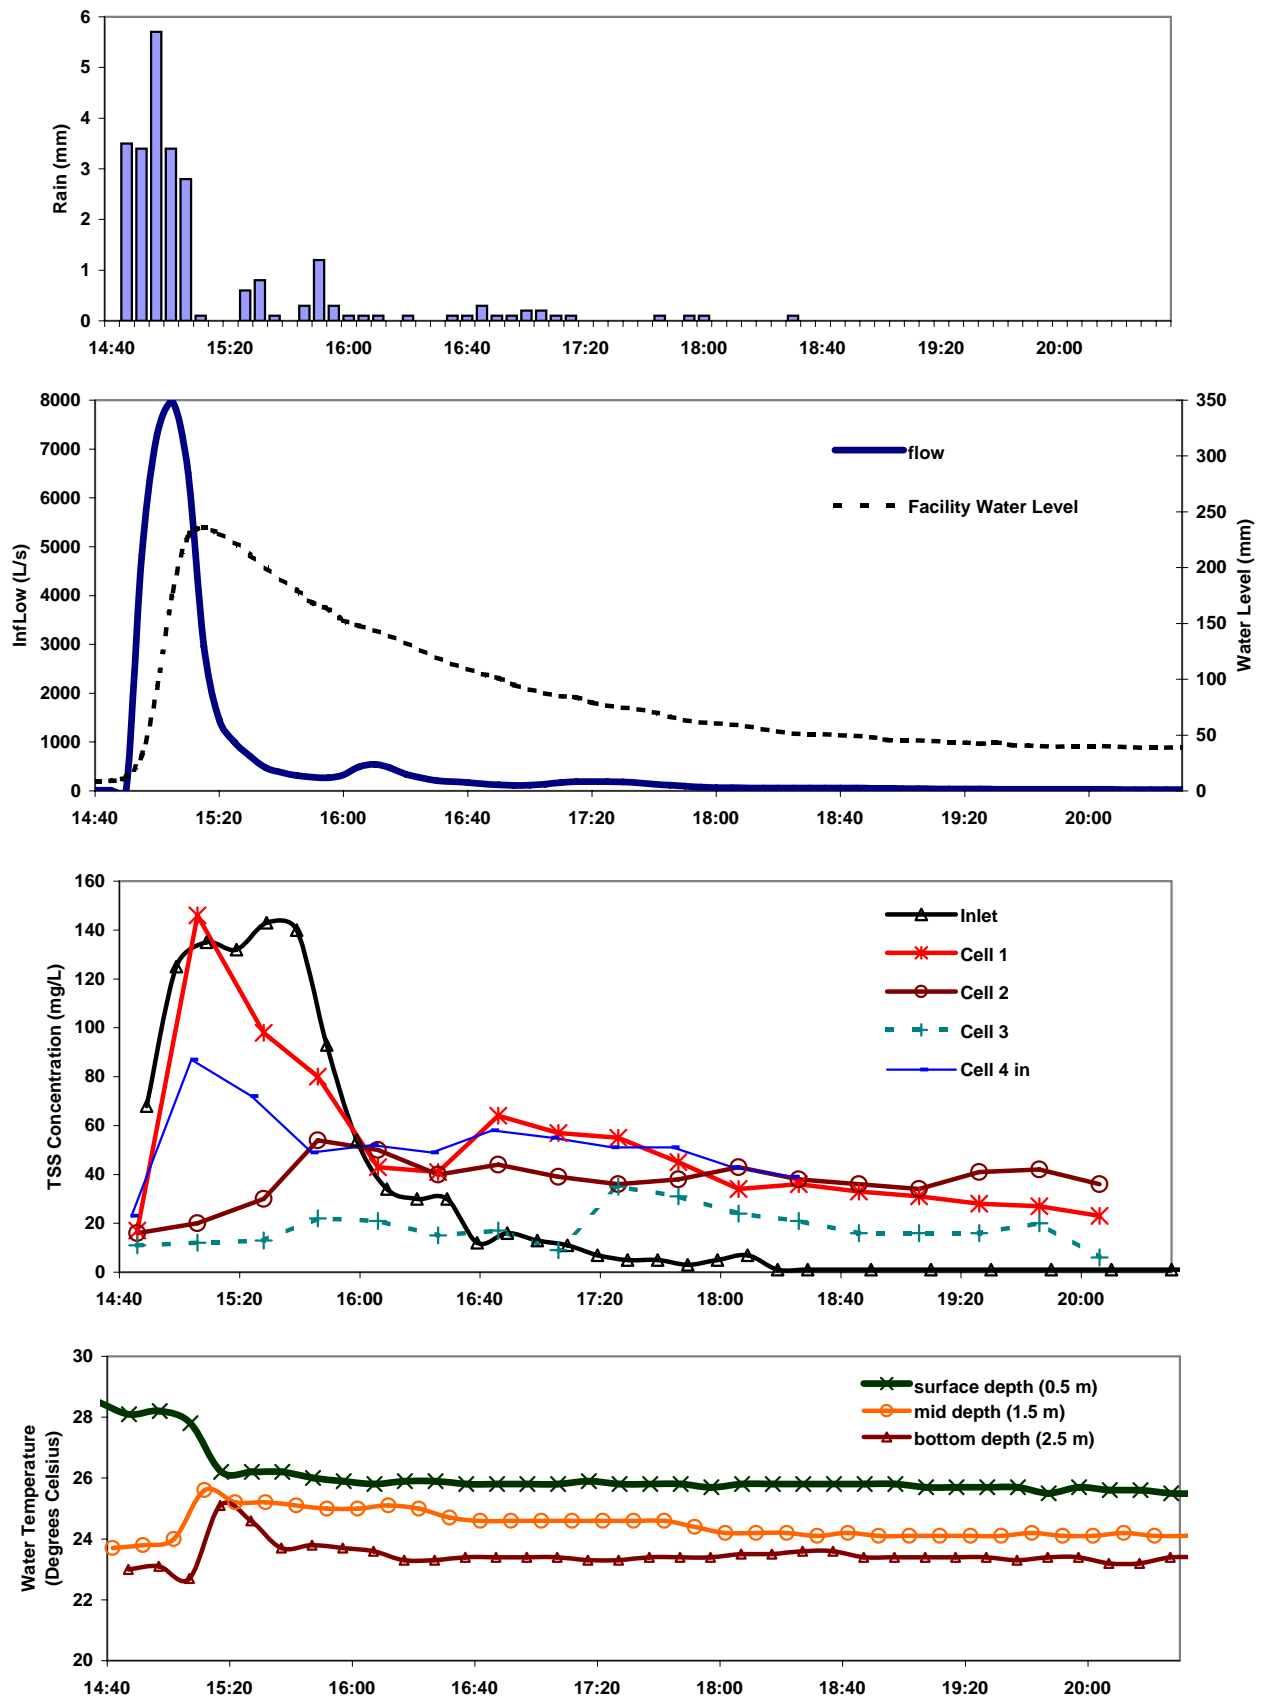 6
5
4
3
2
1
0
Rain (mm)
14:40 15:20 16:00 16:40 17:20 18:00 18:40 19:20 20:00
8000
7000
6000
5000
4000
3000
2000
1000
0
InfLow (L/s)
350
300
250
200
150
100
50
0
Water Level (mm)
flow
Facility Water Level
14:40 15:20 16:00 16:40 17:20 18:00 18:40 19:20 20:00
160
140
120
100
80
60
40
20
0
TSS Concentration (mg/L)
Inlet
Cell 1
Cell 2
Cell 3
Cell 4 in
14:40 15:20 16:00 16:40 17:20 18:00 18:40 19:20 20:00
30
28
26
24
22
20
Water Temperature
(Degrees Celsius)
surface depth (0.5 m)
mid depth (1.5 m)
bottom depth (2.5 m)
14:40 15:20 16:00 16:40 17:20 18:00 18:40 19:20 20:00